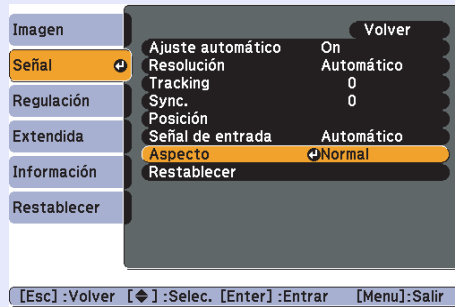 Imagen
Señal
Regulación
Extendida
Información
Restablecer
Volver
Ajuste automático On
Resolución Automático
Tracking 0
Sync. 0
Posición
Señal de entrada Automático
Aspecto Normal
Restablecer
[Esc] :Volver [◆] :Selec. [Enter] :Entrar [Menu]:Salir